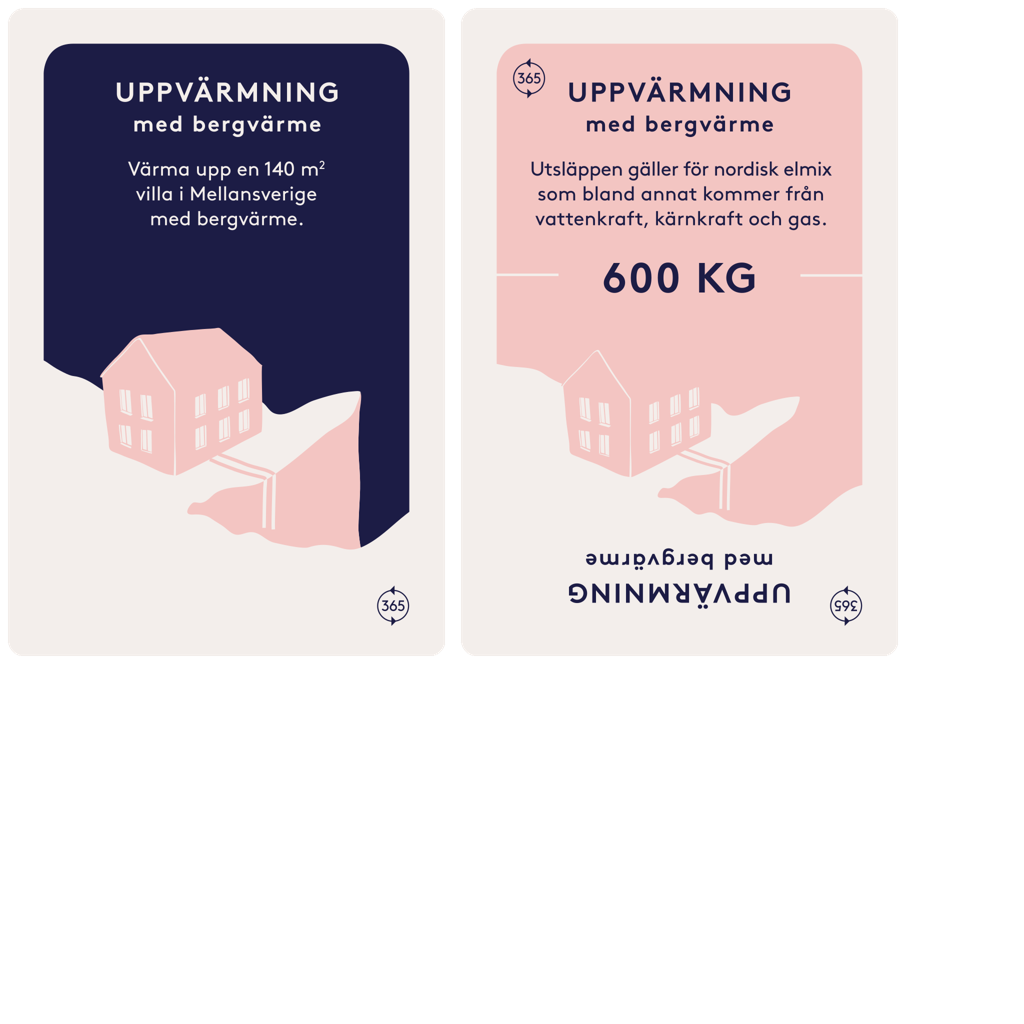 UPPVÄRMNING
med bergvärme
Värma upp en 140 m²
villa i Mellansverige
med bergvärme.
365
365
UPPVÄRMNING
med bergvärme
Utsläppen gäller för nordisk elmix
som bland annat kommer från
vattenkraft, kärnkraft och gas.
600 KG
med bergvärme
UPPVÄRMNING
365